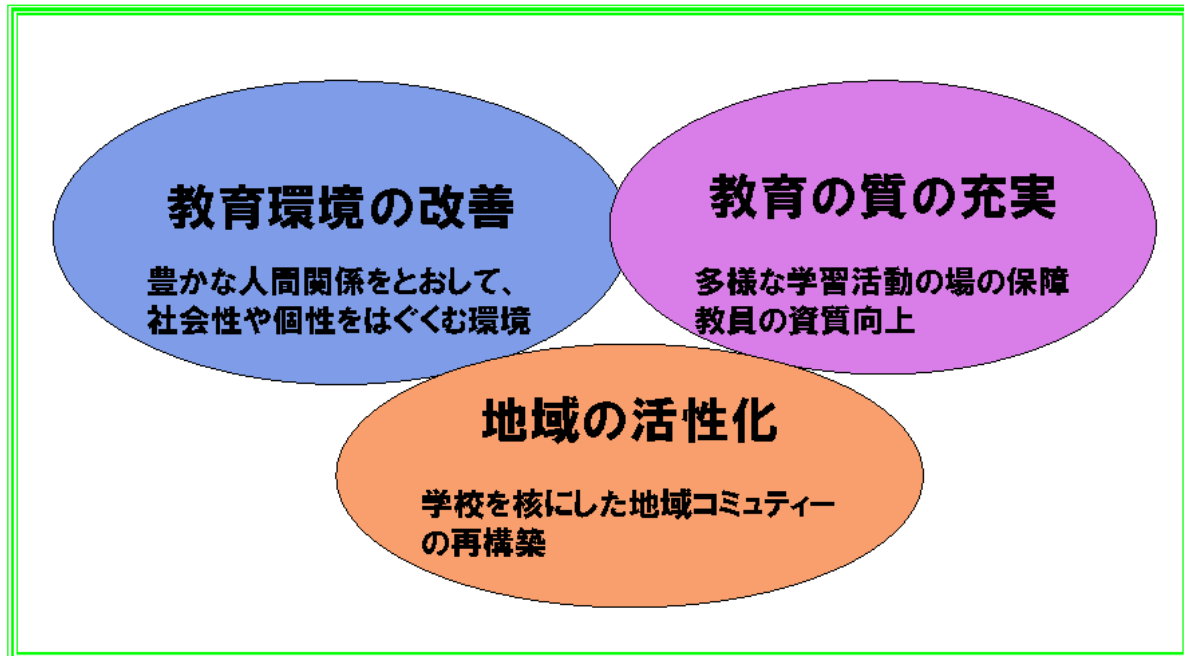 教育環境の改善
豊かな人間関係をとおして、
社会性や個性をはぐくむ環境
教育の質の充実
多様な学習活動の場の保障
教員の資質向上
地域の活性化
学校を核にした地域コミュティー
の再構築